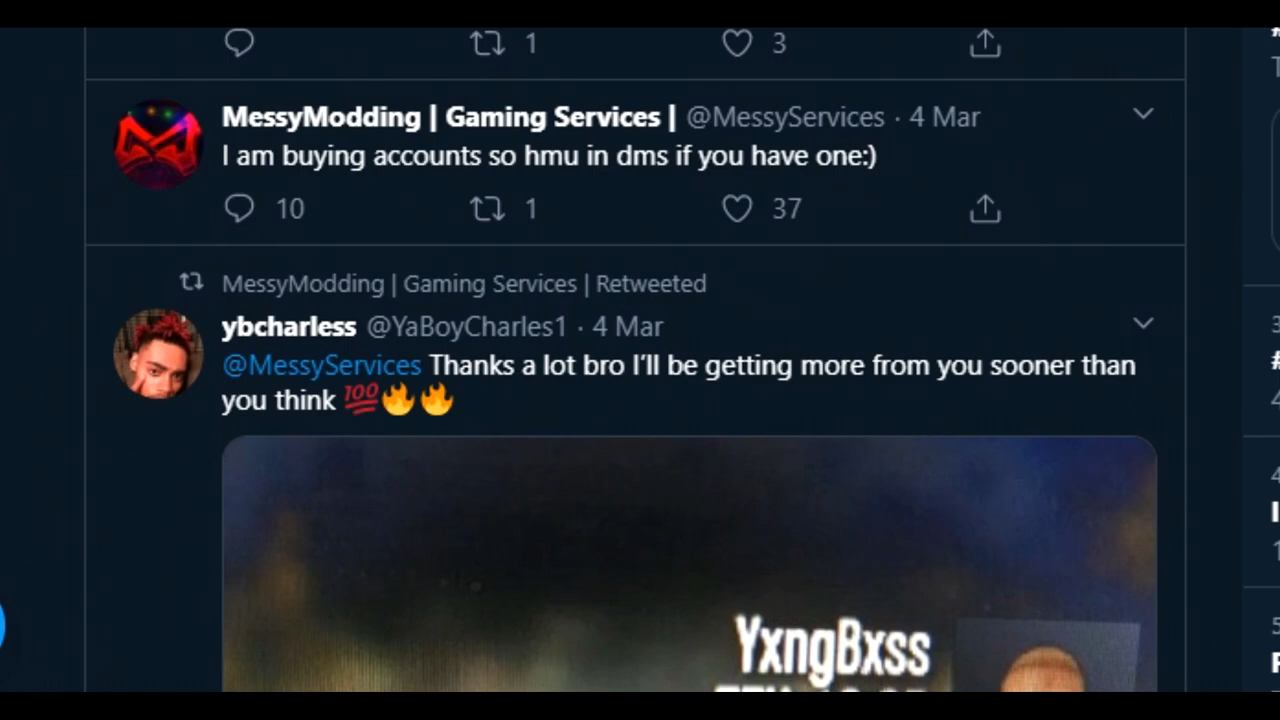 1 3
MessyModding | Gaming Services | @MessyServices · 4 Mar
I am buying accounts so hmu in dms if you have one:)
10 1 37
MessyModding | Gaming Services | Retweeted
ybcharless @YaBoyCharles1 · 4 Mar
@MessyServices Thanks a lot bro I'll be getting more from you sooner than
you think 💯🔥🔥
YxngBxss